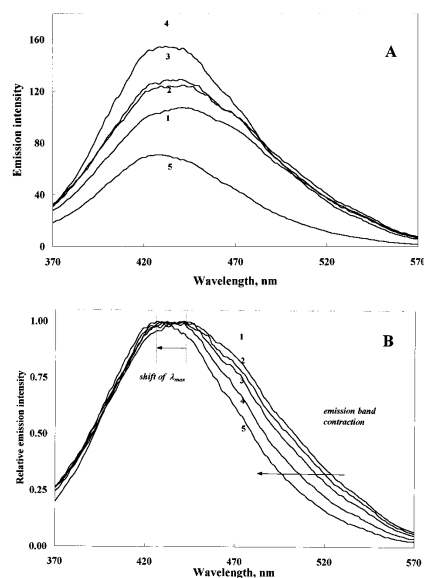 A
Emission intensity
160
120
80
40
0
4
3
2
1
5
370 420 470 520 570
Wavelength, nm
B
Relative emission intensity
1.00
0.75
0.50
0.25
0.00
1
2
3
4
5
shift of λmax
emission band
contraction
370 420 470 520 570
Wavelength, nm